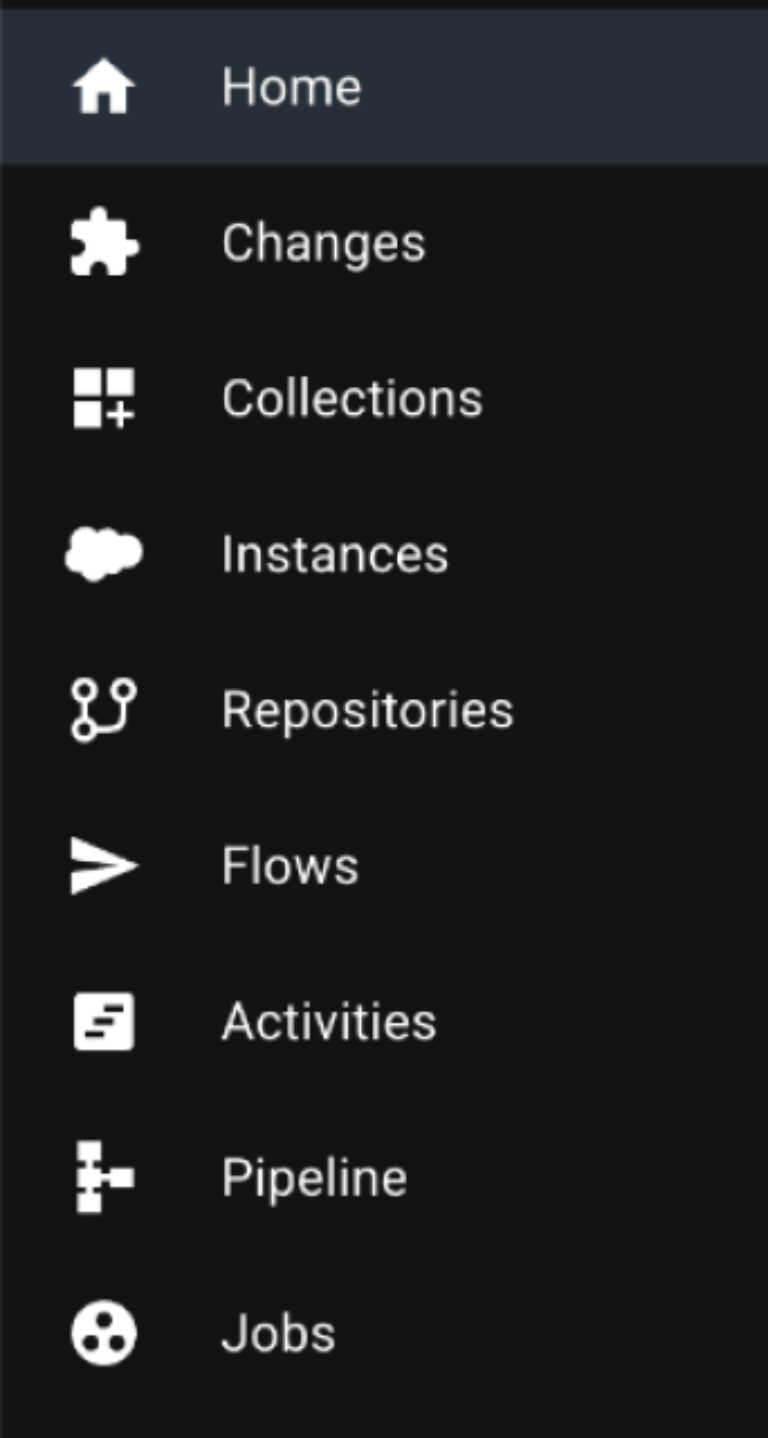 Home
Changes
Collections
Instances
Repositories
Flows
Activities
Pipeline
Jobs